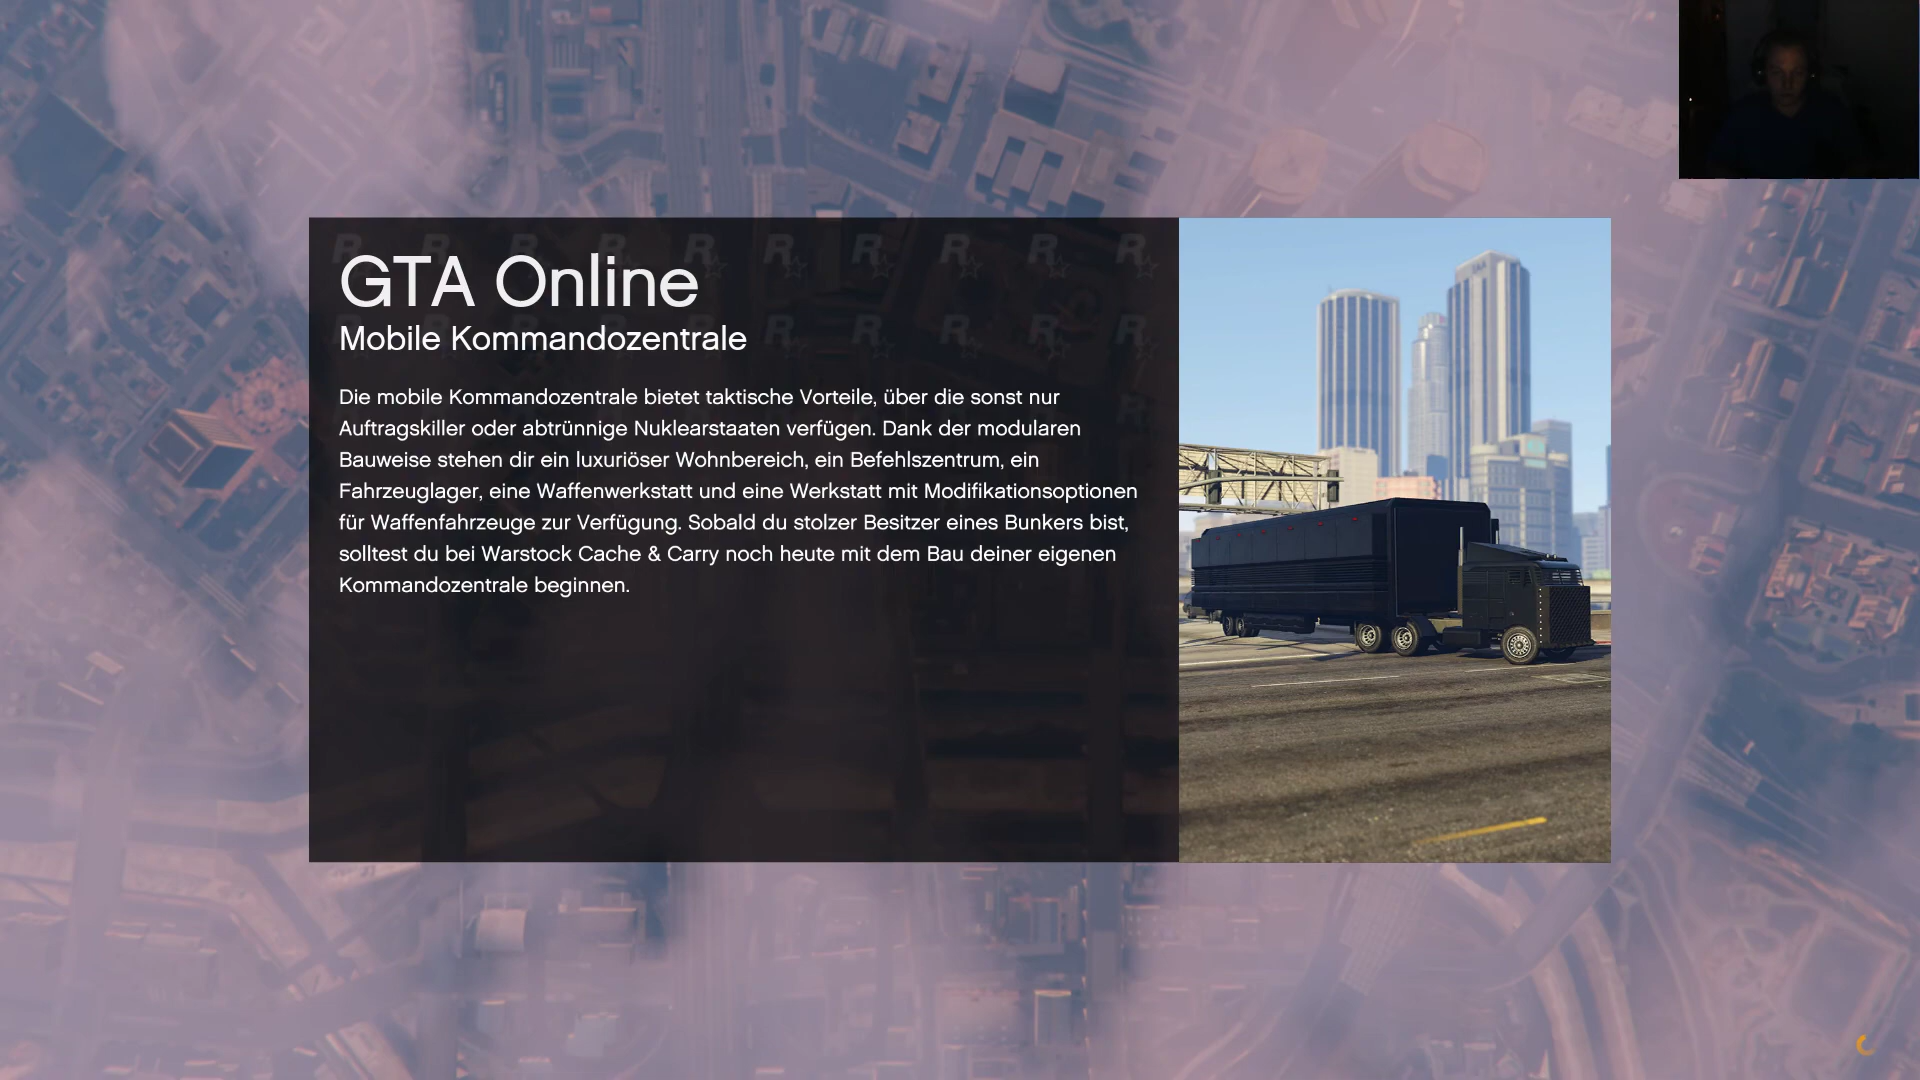 GTA Online
Mobile Kommandozentrale
Die mobile Kommandozentrale bietet taktische Vorteile, über die sonst nur
Auftragskiller oder abtrünnige Nuklearstaaten verfügen. Dank der modularen
Bauweise stehen dir ein luxuriöser Wohnbereich, ein Befehlszentrum, ein
Fahrzeuglager, eine Waffenwerkstatt und eine Werkstatt mit Modifikationsoptionen
für Waffenfahrzeuge zur Verfügung. Sobald du stolzer Besitzer eines Bunkers bist,
solltest du bei Warstock Cache & Carry noch heute mit dem Bau deiner eigenen
Kommandozentrale beginnen.